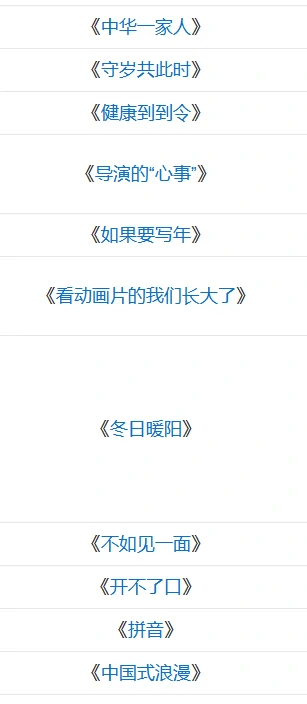 《中华一家人》
《守岁共此时》
《健康到到令》
《导演的“心事”》
《如果要写年》
《看动画片的我们长大了》
《冬日暖阳》
《不如见一面》
《开不了口》
《拼音》
《中国式浪漫》